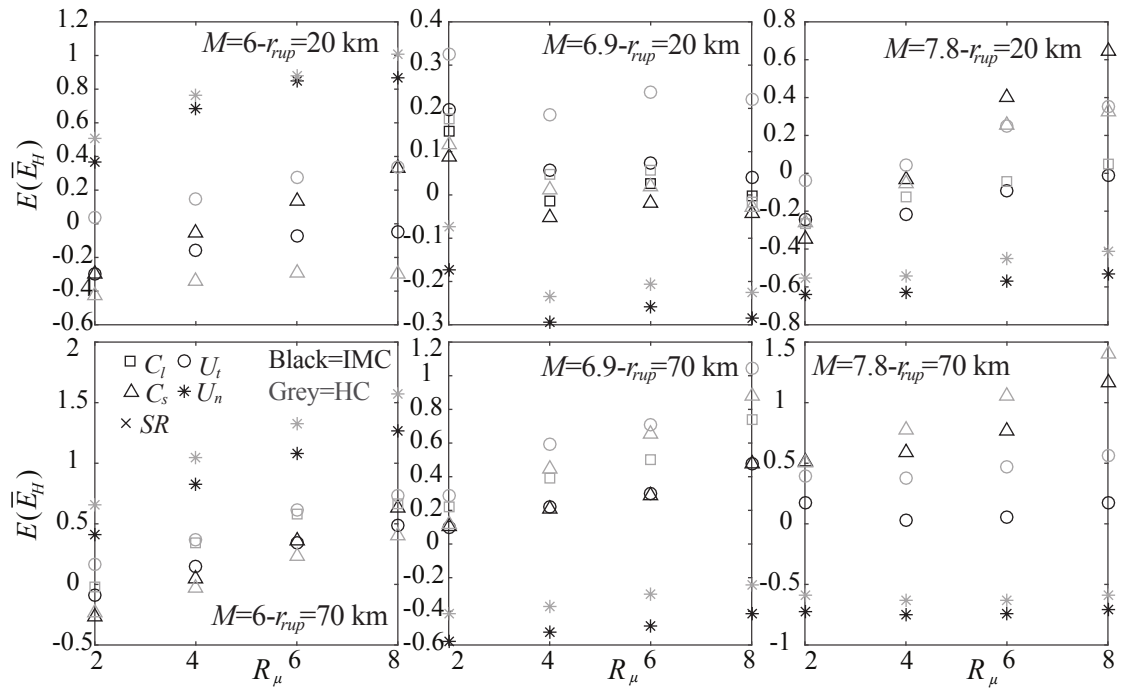 M=6-r_rup=20 km
1.2
1
0.8
0.6
0.4
0.2
0
-0.2
-0.4
-0.6
E(E̿_H)
M=6.9-r_rup=20 km
0.4
0.3
0.2
0.1
0
-0.1
-0.2
-0.3
M=7.8-r_rup=20 km
0.8
0.6
0.4
0.2
0
-0.2
-0.4
-0.6
-0.8
C_l U_t Black=IMC
C_s U_n Grey=HC
SR
M=6-r_rup=70 km
2
1.5
1
0.5
0
-0.5
E(E̿_H)
2 4 6 8
R_μ
M=6.9-r_rup=70 km
1.2
1
0.8
0.6
0.4
0.2
0
-0.2
-0.4
-0.6
2 4 6 8
R_μ
M=7.8-r_rup=70 km
1.5
1
0.5
0
-0.5
-1
2 4 6 8
R_μ